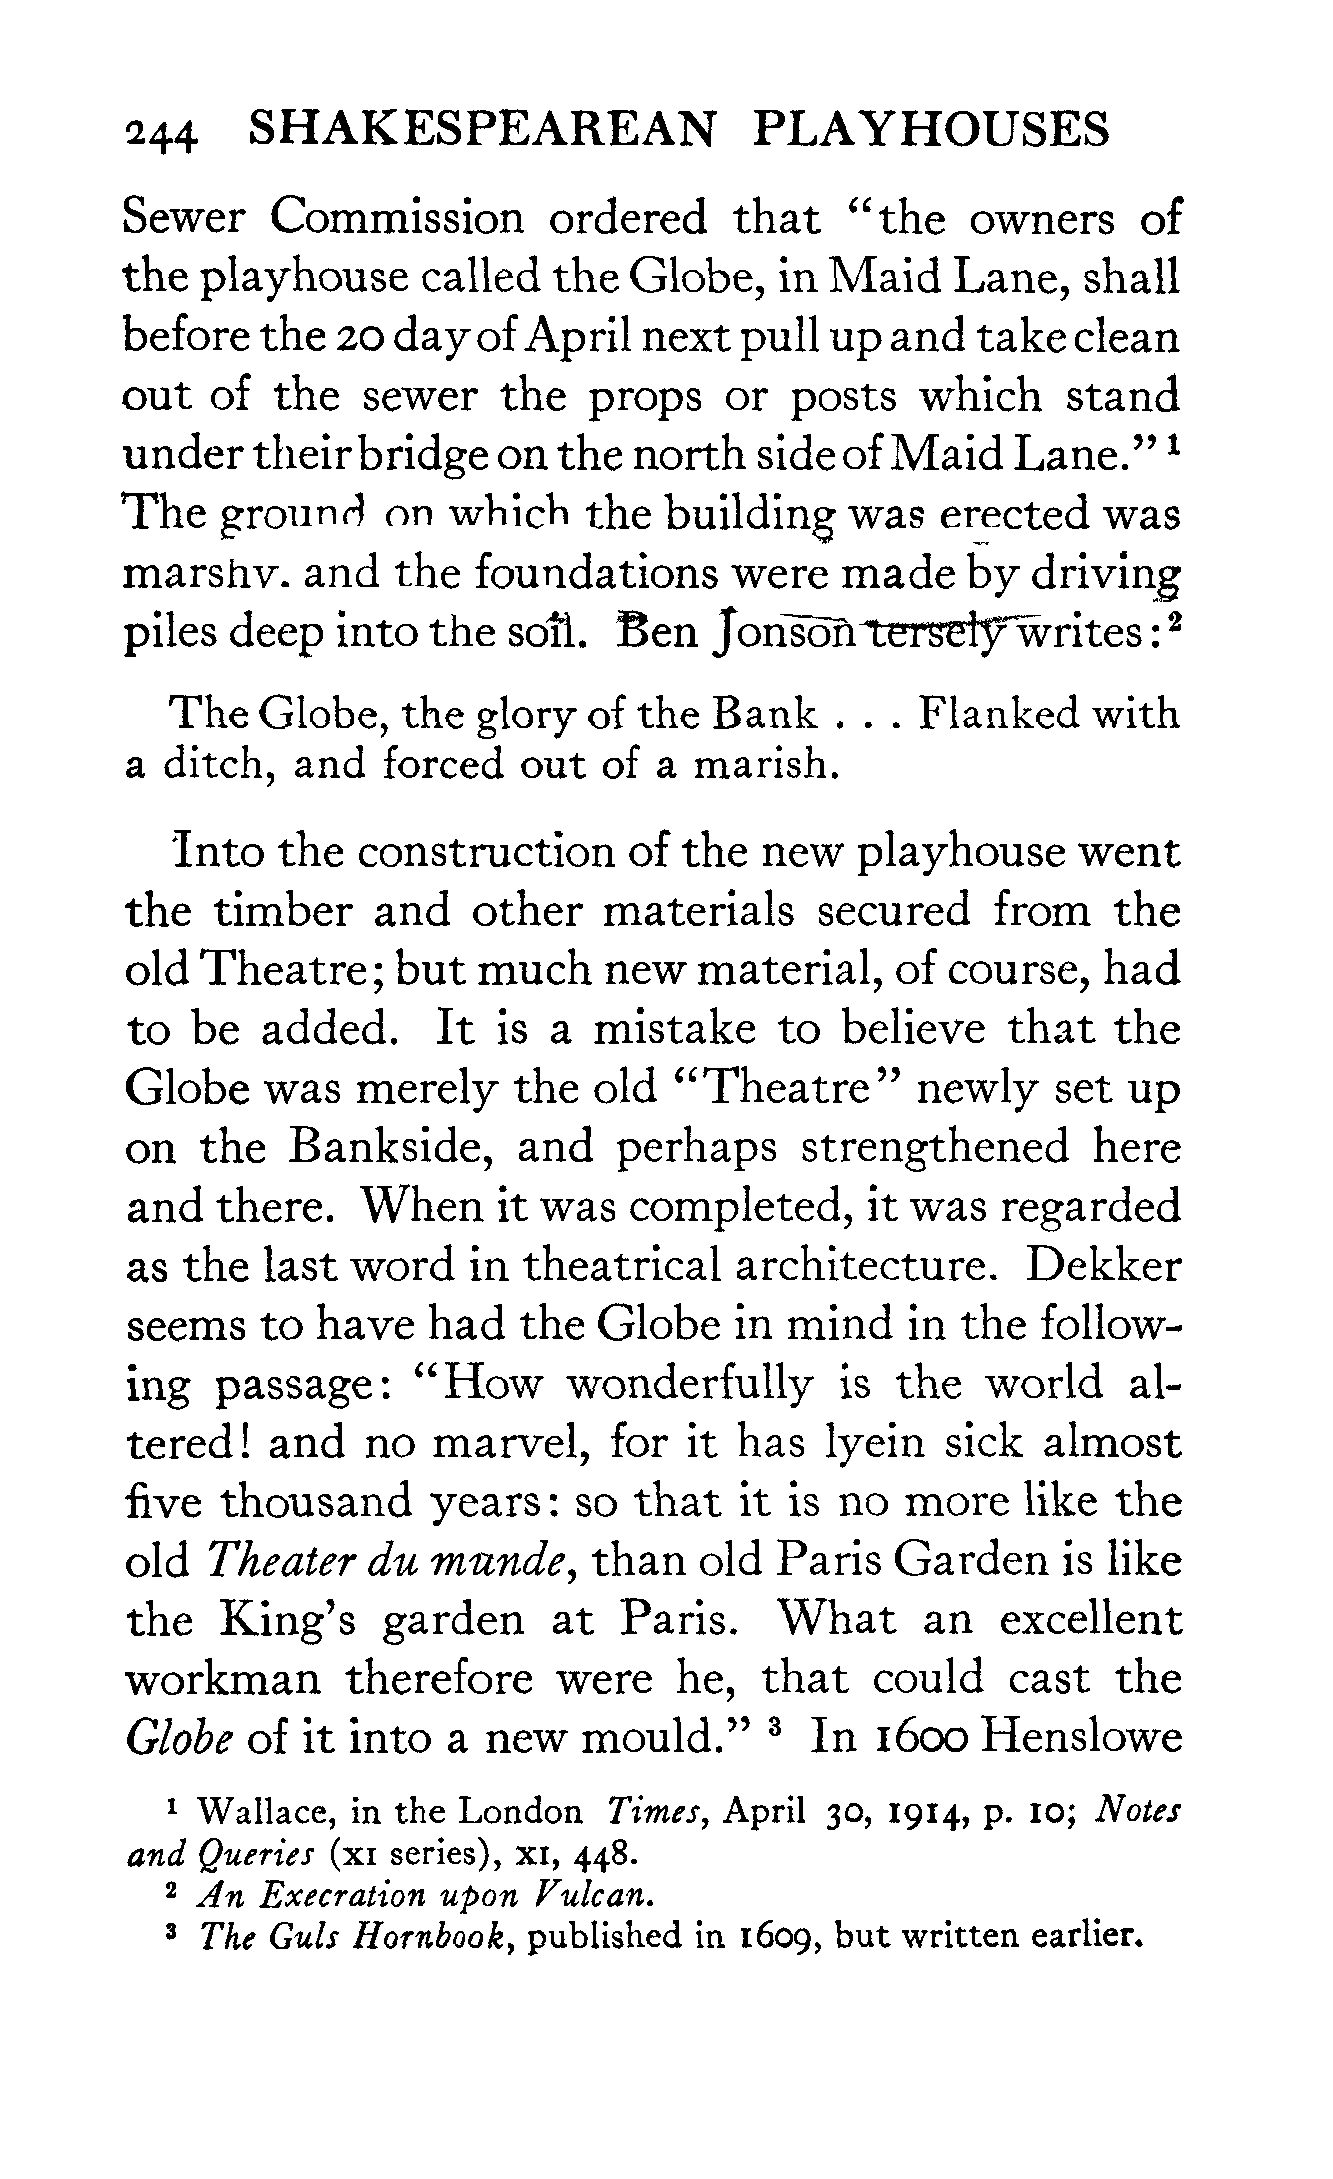 244 SHAKESPEAREAN PLAYHOUSES
Sewer Commission ordered that “the owners of
the playhouse called the Globe, in Maid Lane, shall
before the 20 day of April next pull up and take clean
out of the sewer the props or posts which stand
under their bridge on the north side of Maid Lane.” ¹
The ground on which the building was erected was
marshy, and the foundations were made by driving
piles deep into the soil. Ben Jonson tersely writes: ²
The Globe, the glory of the Bank . . . Flanked with
a ditch, and forced out of a marish.
Into the construction of the new playhouse went
the timber and other materials secured from the
old Theatre; but much new material, of course, had
to be added. It is a mistake to believe that the
Globe was merely the old “Theatre” newly set up
on the Bankside, and perhaps strengthened here
and there. When it was completed, it was regarded
as the last word in theatrical architecture. Dekker
seems to have had the Globe in mind in the follow-
ing passage: “How wonderfully is the world al-
tered! and no marvel, for it has lyein sick almost
five thousand years: so that it is no more like the
old Theater du munde, than old Paris Garden is like
the King’s garden at Paris. What an excellent
workman therefore were he, that could cast the
Globe of it into a new mould.” ³ In 1600 Henslowe
¹ Wallace, in the London Times, April 30, 1914, p. 10; Notes
and Queries (XI series), XI, 448.
² An Execration upon Vulcan.
³ The Guls Hornbook, published in 1609, but written earlier.